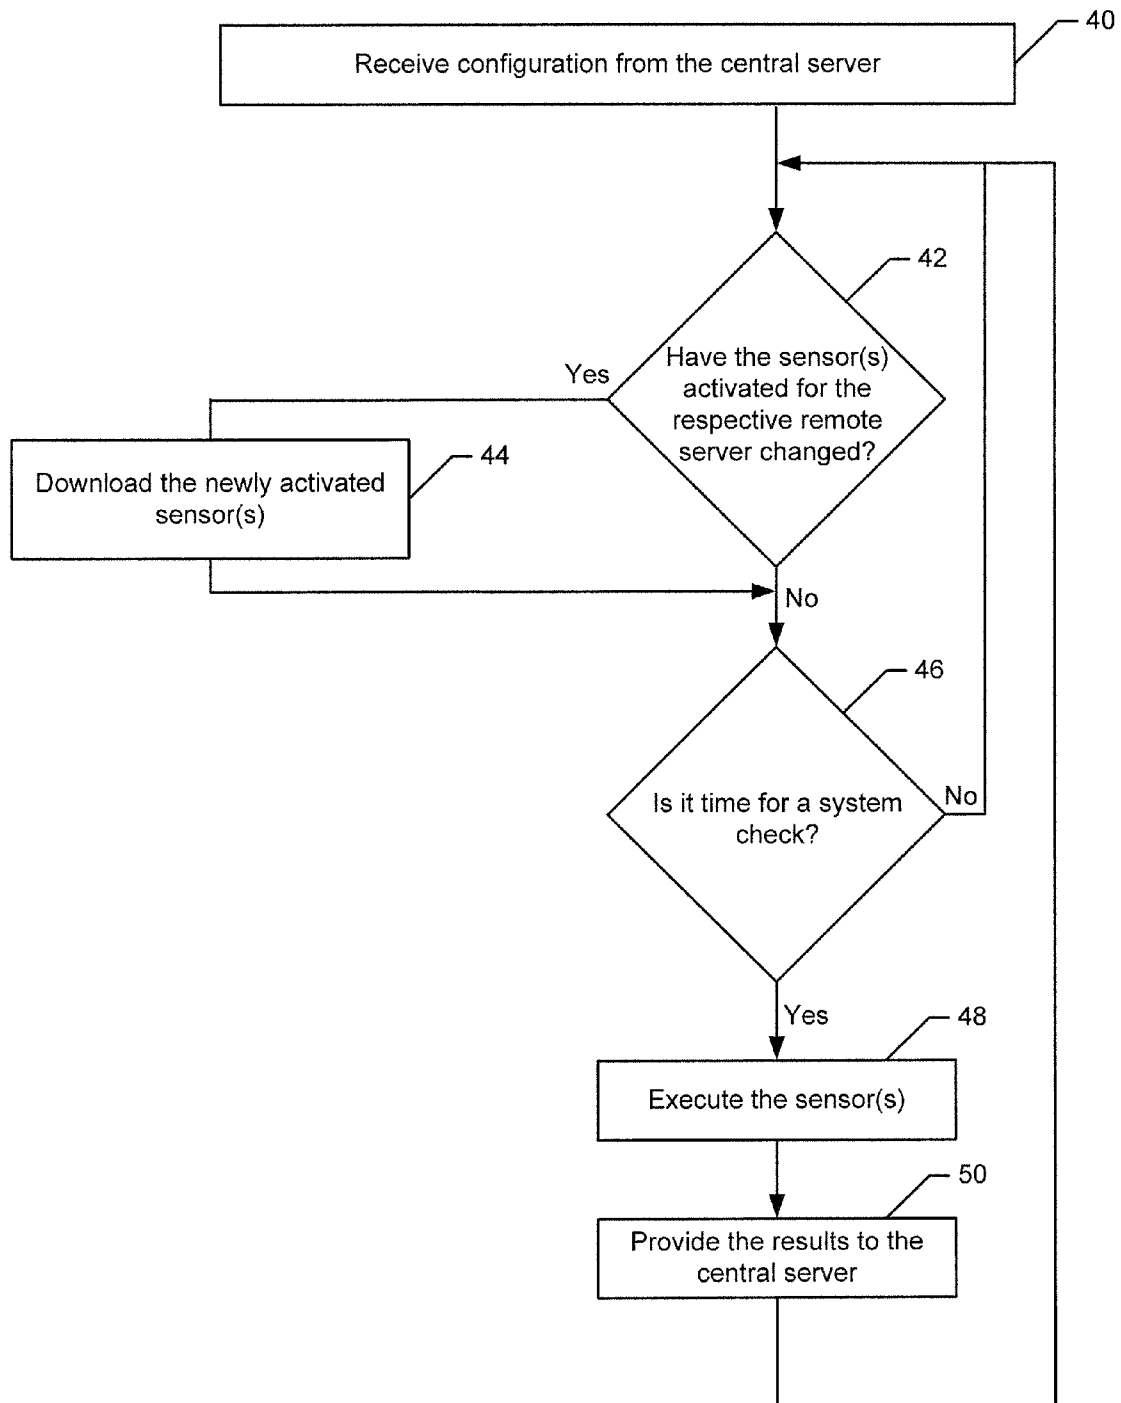 40
Receive configuration from the central server
42
Have the sensor(s)
activated for the
respective remote
server changed?
Yes
44
Download the newly activated
sensor(s)
No
46
Is it time for a system
check?
No
Yes
48
Execute the sensor(s)
50
Provide the results to the
central server